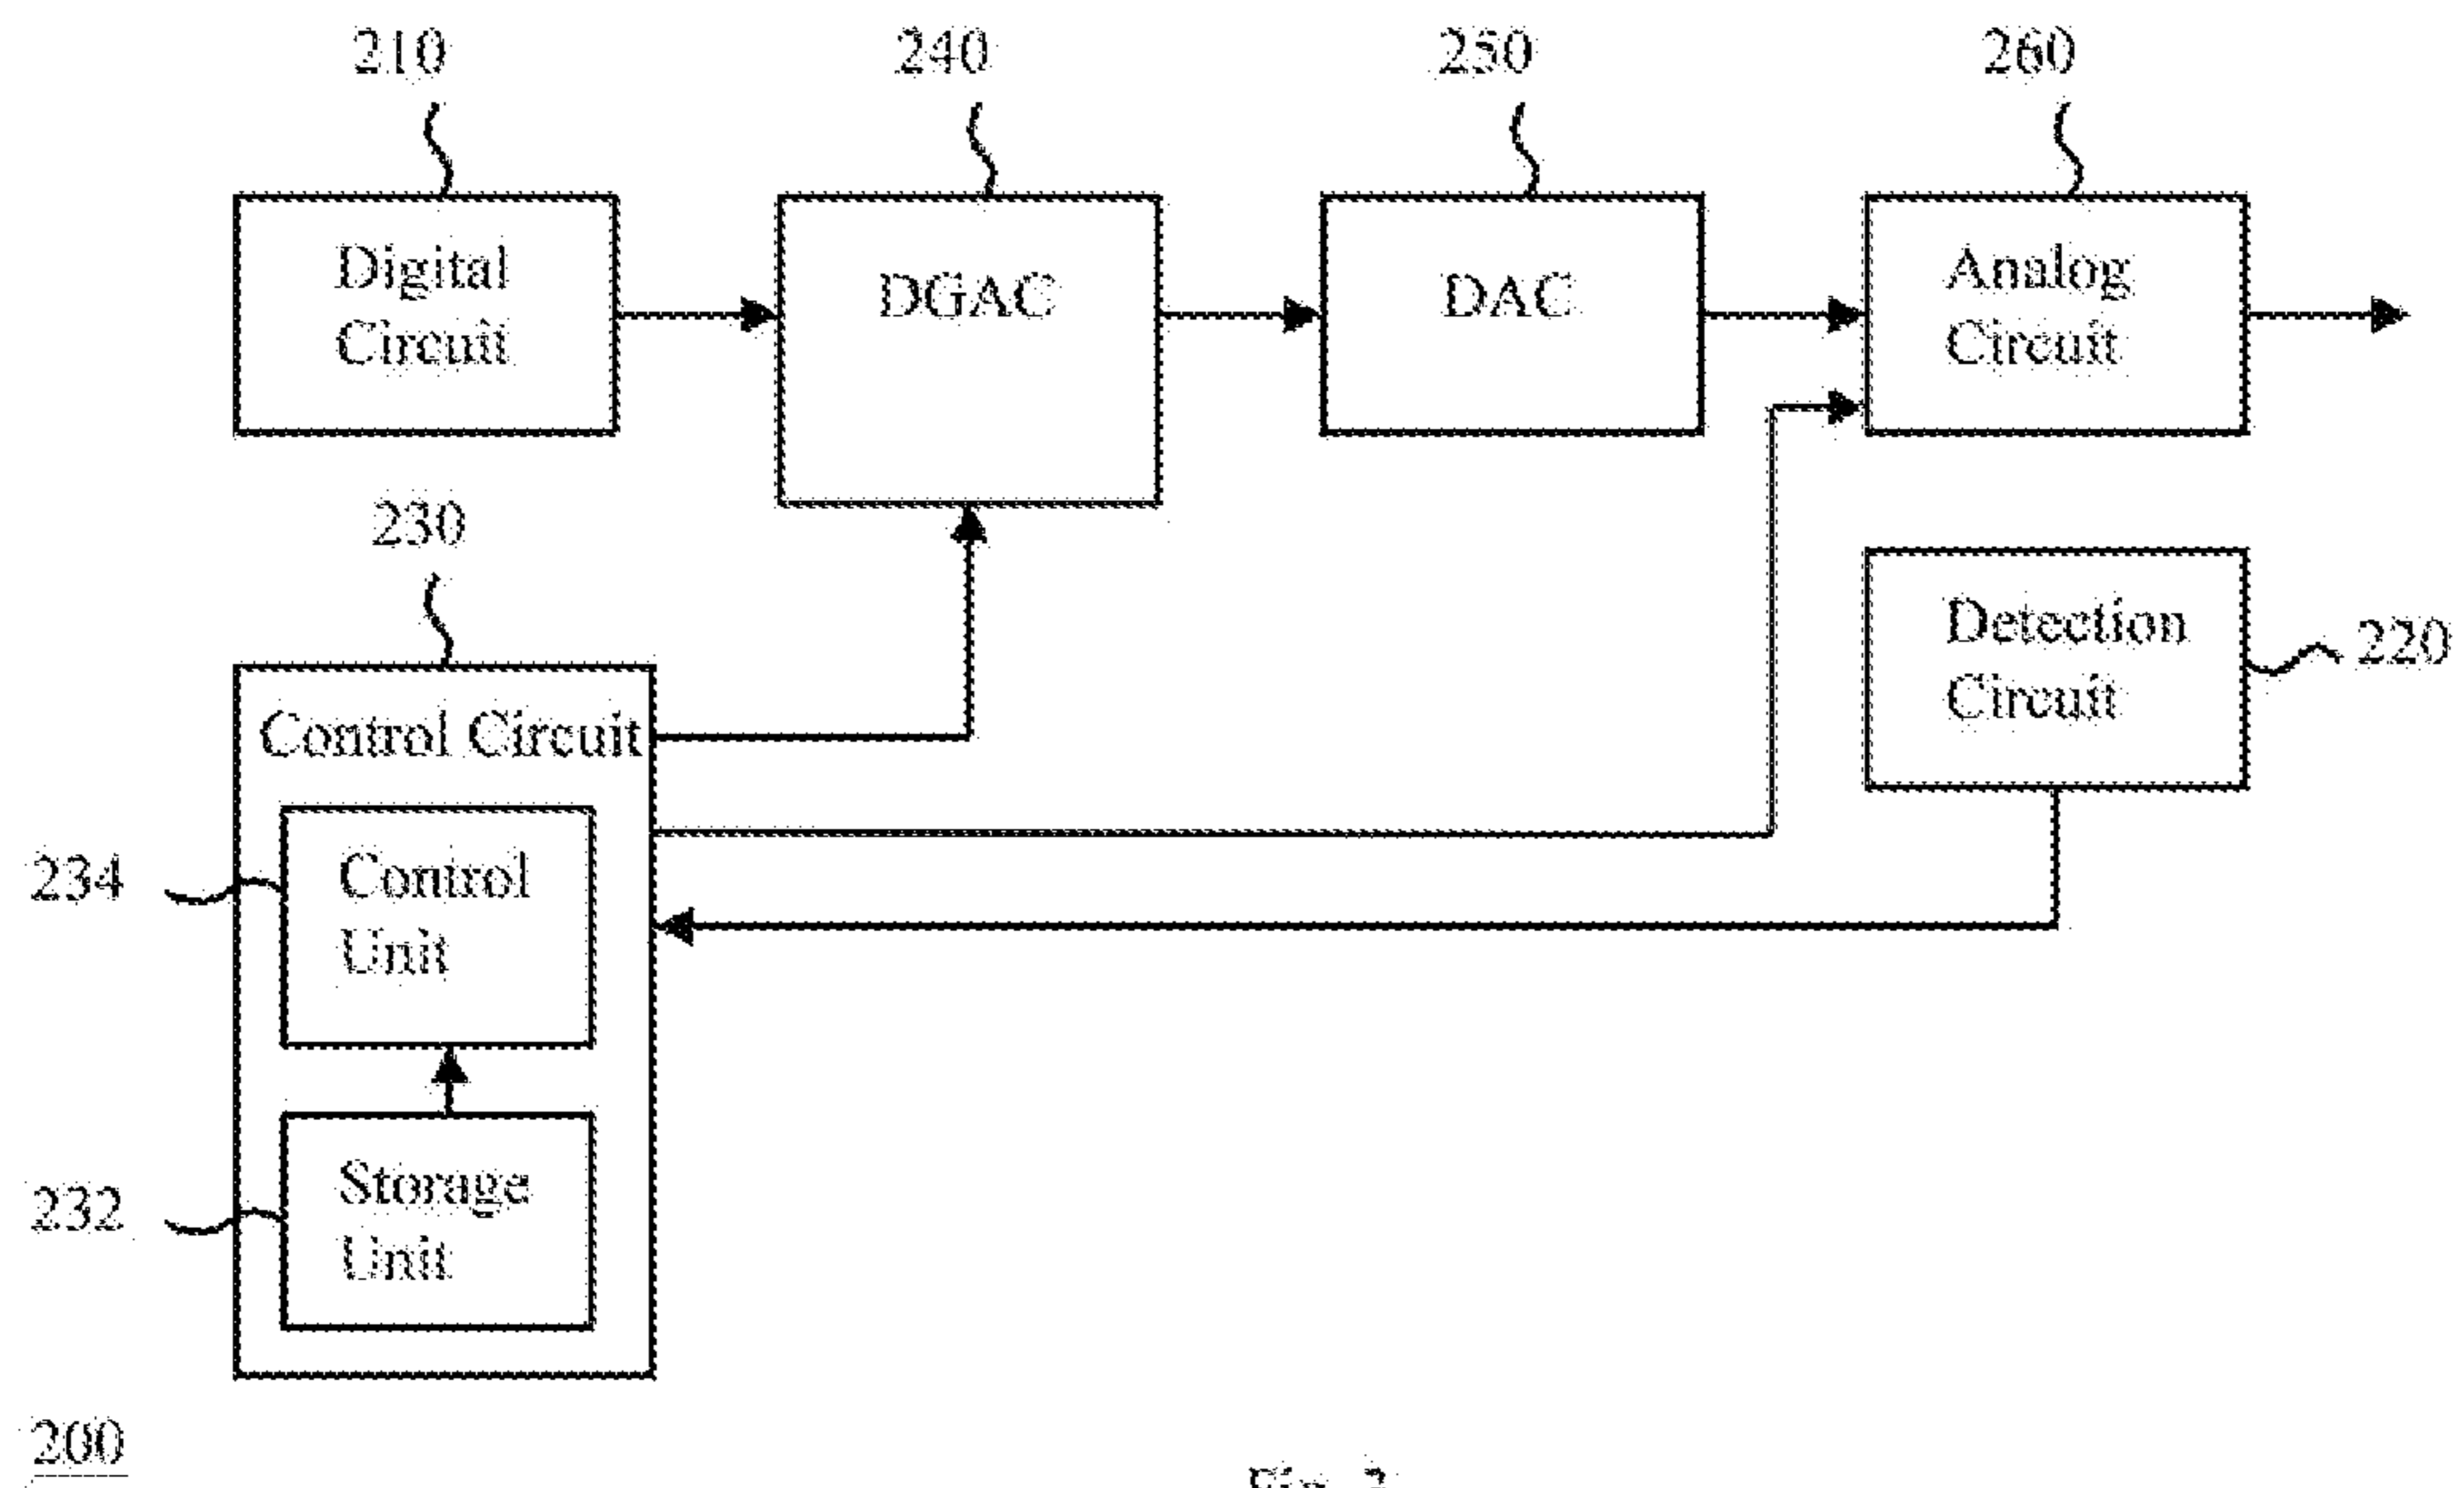 210
240
250
260
Digital
Circuit
DGAC
DAC
Analog
Circuit
230
Detection
Circuit
220
Control Circuit
234
Control
Unit
232
Storage
Unit
200